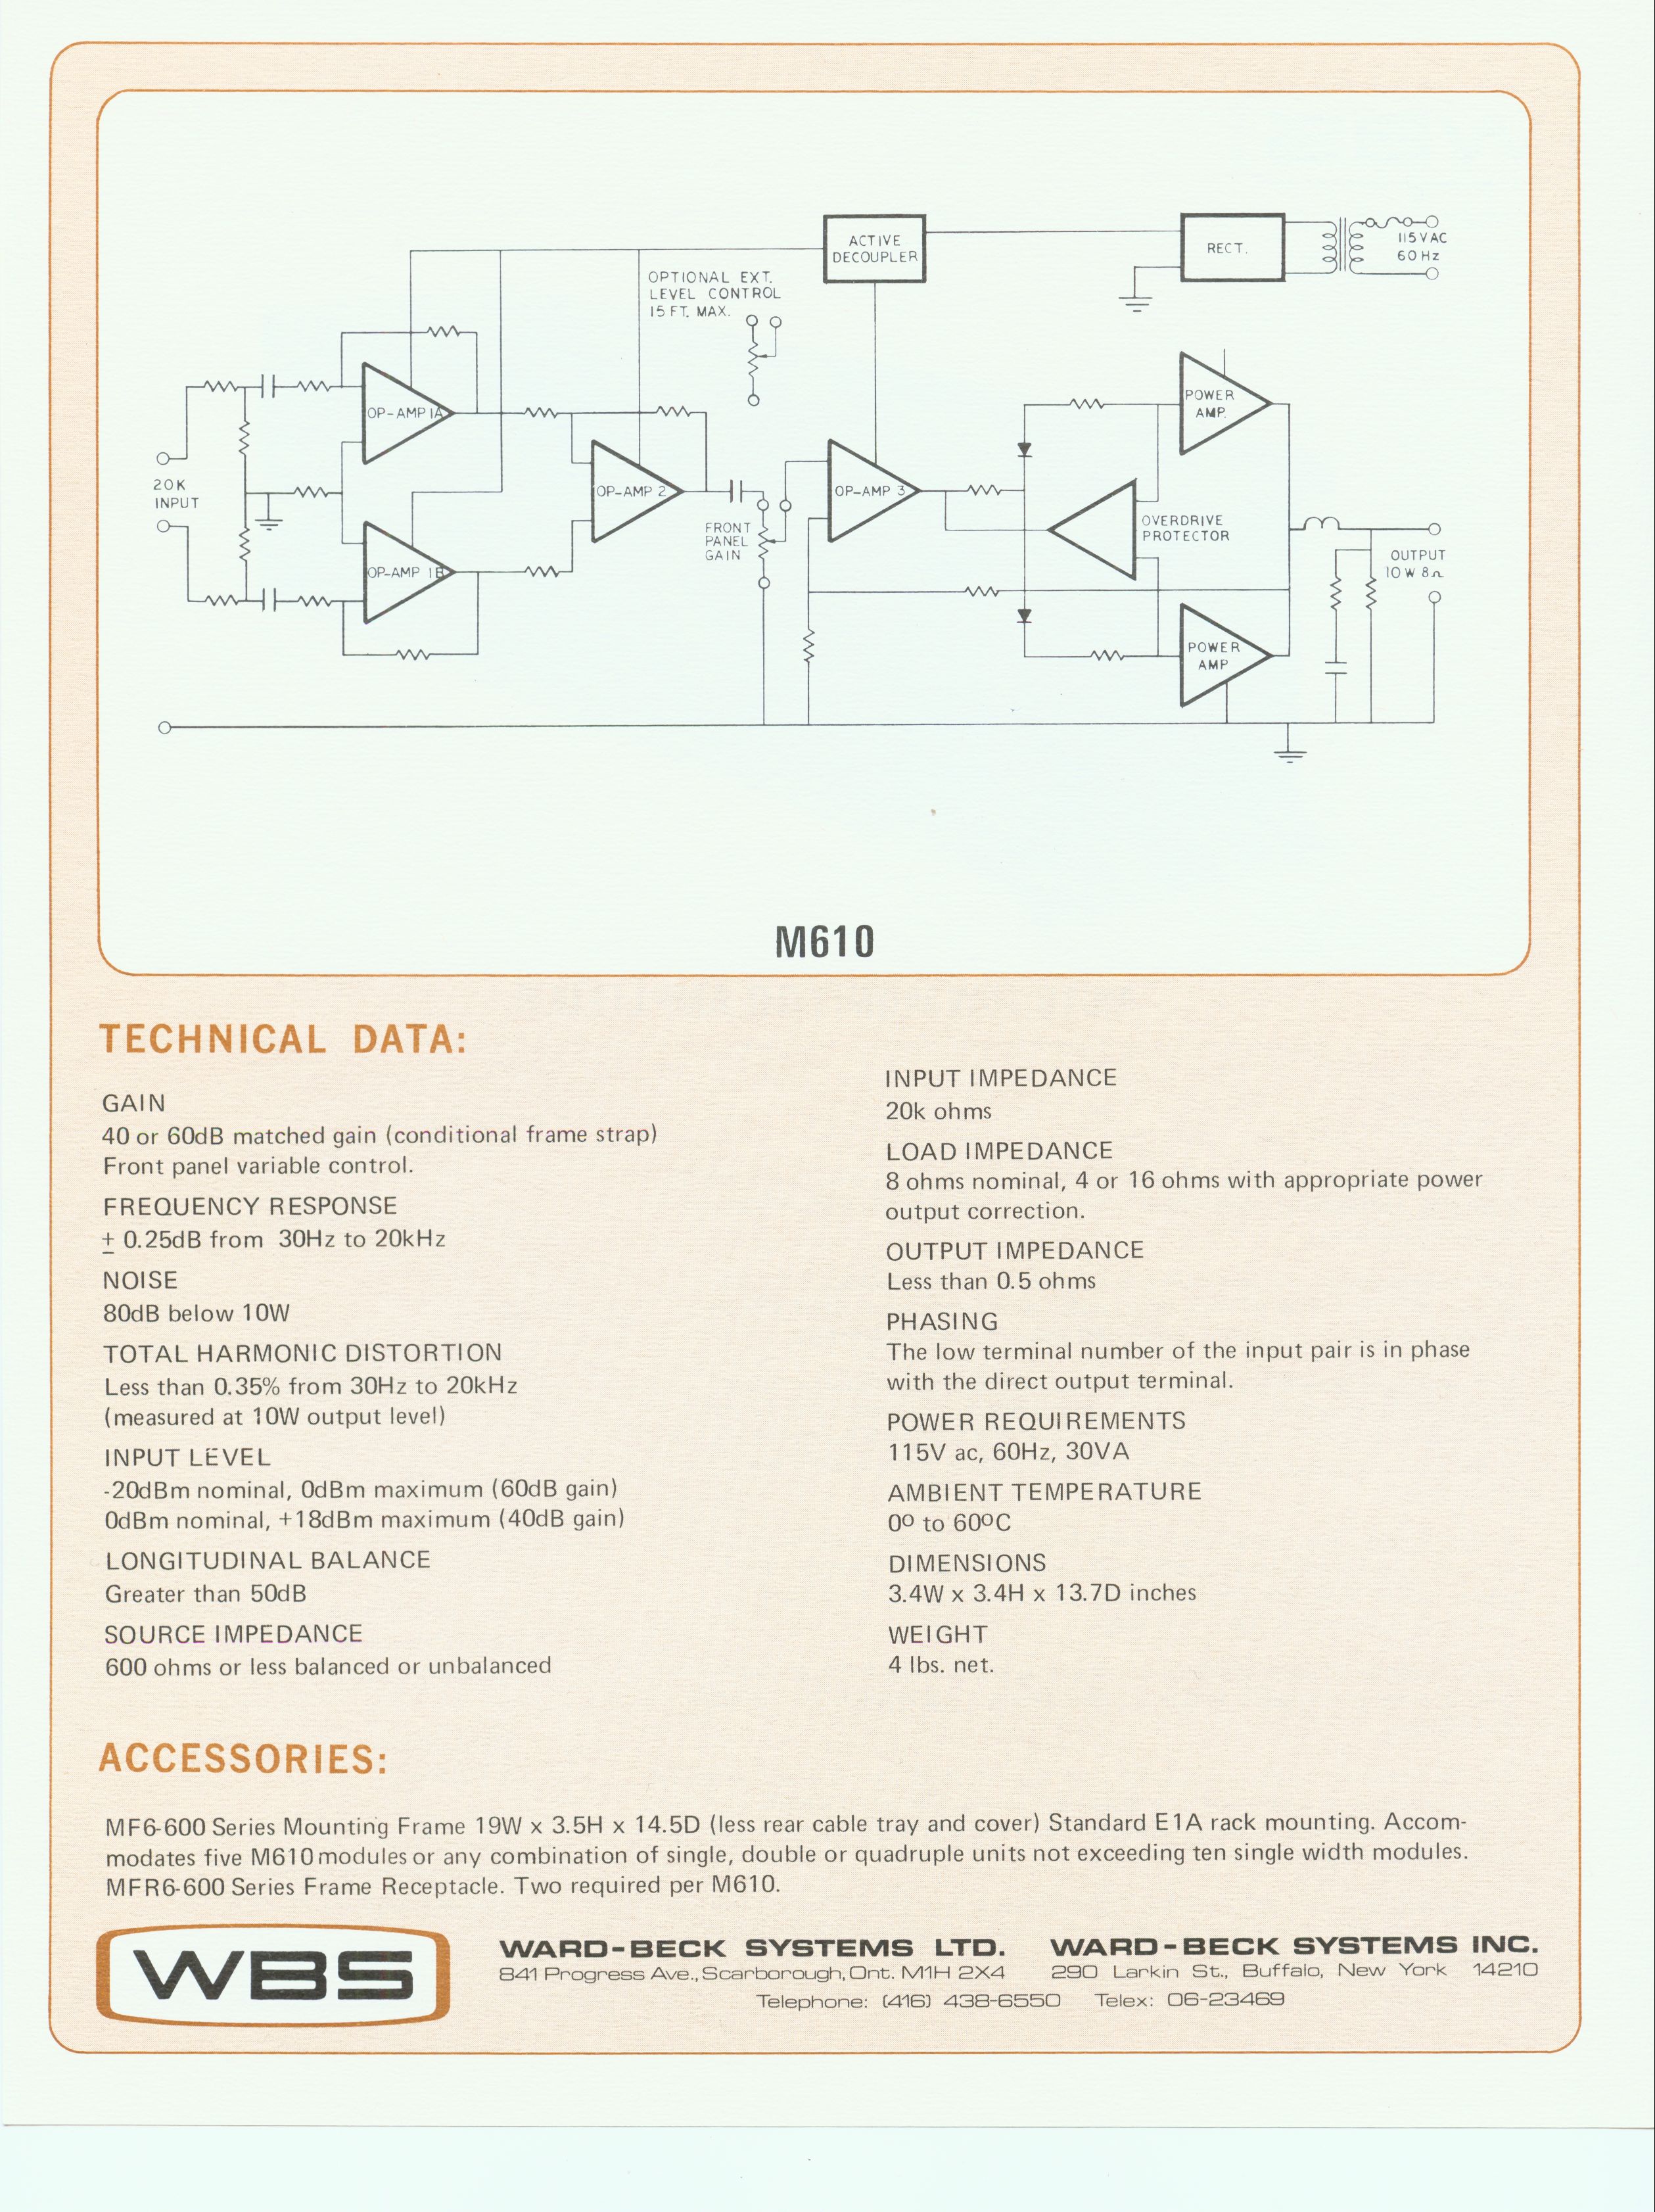 ACTIVE
DECOUPLER
RECT.
115VAC
60Hz
OPTIONAL EXT.
LEVEL CONTROL
15 FT. MAX.
OP-AMP 1A
POWER
AMP.
20K
INPUT
OP-AMP 2
OP-AMP 3
FRONT
PANEL
GAIN
OVERDRIVE
PROTECTOR
OUTPUT
10W 8Ω
OP-AMP 1B
POWER
AMP
M610
TECHNICAL DATA:
GAIN
40 or 60dB matched gain (conditional frame strap)
Front panel variable control.
FREQUENCY RESPONSE
± 0.25dB from 30Hz to 20kHz
NOISE
80dB below 10W
TOTAL HARMONIC DISTORTION
Less than 0.35% from 30Hz to 20kHz
(measured at 10W output level)
INPUT LEVEL
-20dBm nominal, 0dBm maximum (60dB gain)
0dBm nominal, +18dBm maximum (40dB gain)
LONGITUDINAL BALANCE
Greater than 50dB
SOURCE IMPEDANCE
600 ohms or less balanced or unbalanced
INPUT IMPEDANCE
20k ohms
LOAD IMPEDANCE
8 ohms nominal, 4 or 16 ohms with appropriate power
output correction.
OUTPUT IMPEDANCE
Less than 0.5 ohms
PHASING
The low terminal number of the input pair is in phase
with the direct output terminal.
POWER REQUIREMENTS
115V ac, 60Hz, 30VA
AMBIENT TEMPERATURE
0º to 60ºC
DIMENSIONS
3.4W x 3.4H x 13.7D inches
WEIGHT
4 lbs. net.
ACCESSORIES:
MF6-600 Series Mounting Frame 19W x 3.5H x 14.5D (less rear cable tray and cover) Standard E1A rack mounting. Accom-
modates five M610 modules or any combination of single, double or quadruple units not exceeding ten single width modules.
MFR6-600 Series Frame Receptacle. Two required per M610.
WBS
WARD-BECK SYSTEMS LTD. WARD-BECK SYSTEMS INC.
841 Progress Ave., Scarborough, Ont. M1H 2X4 290 Larkin St., Buffalo, New York 14210
Telephone: (416) 438-6550 Telex: 06-23469